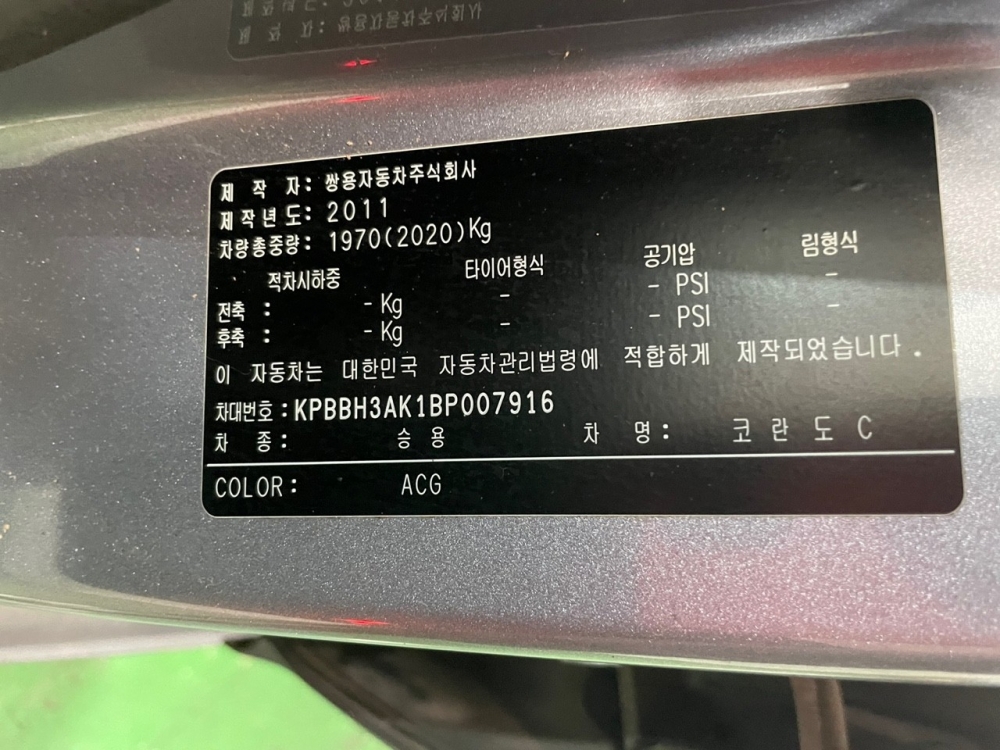 제 작 자: 쌍용자동차주식회사
제작년도: 2011
차량총중량: 1970(2020)Kg
적차시하중 타이어형식 공기압 림형식
전축 : - Kg - - PSI -
후축 : - Kg - - PSI -
이 자동차는 대한민국 자동차관리법령에 적합하게 제작되었습니다.
차대번호:KPBBH3AK1BP007916
차 종: 승 용 차 명: 코 란 도 C
COLOR: ACG